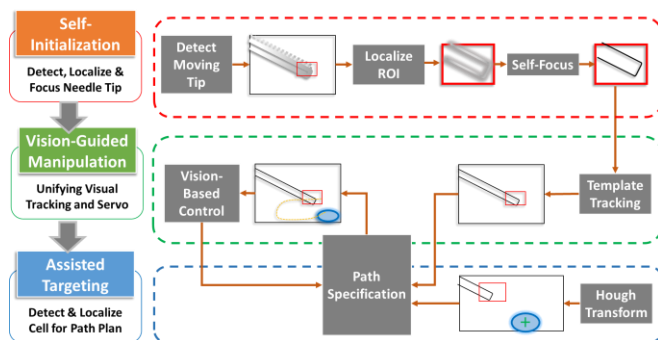 Self-
Initialization
Detect, Localize &
Focus Needle Tip
Detect
Moving
Tip
Localize
ROI
Self-Focus
Vision-Guided
Manipulation
Unifying Visual
Tracking and Servo
Vision-
Based
Control
Template
Tracking
Assisted
Targeting
Detect & Localize
Cell for Path Plan
Path
Specification
Hough
Transform